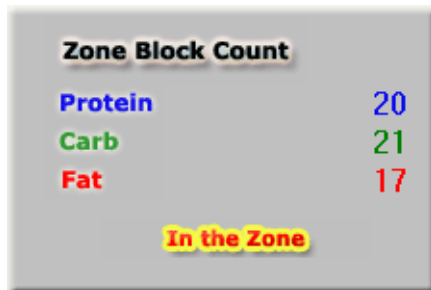 Zone Block Count
Protein 20
Carb 21
Fat 17
In the Zone